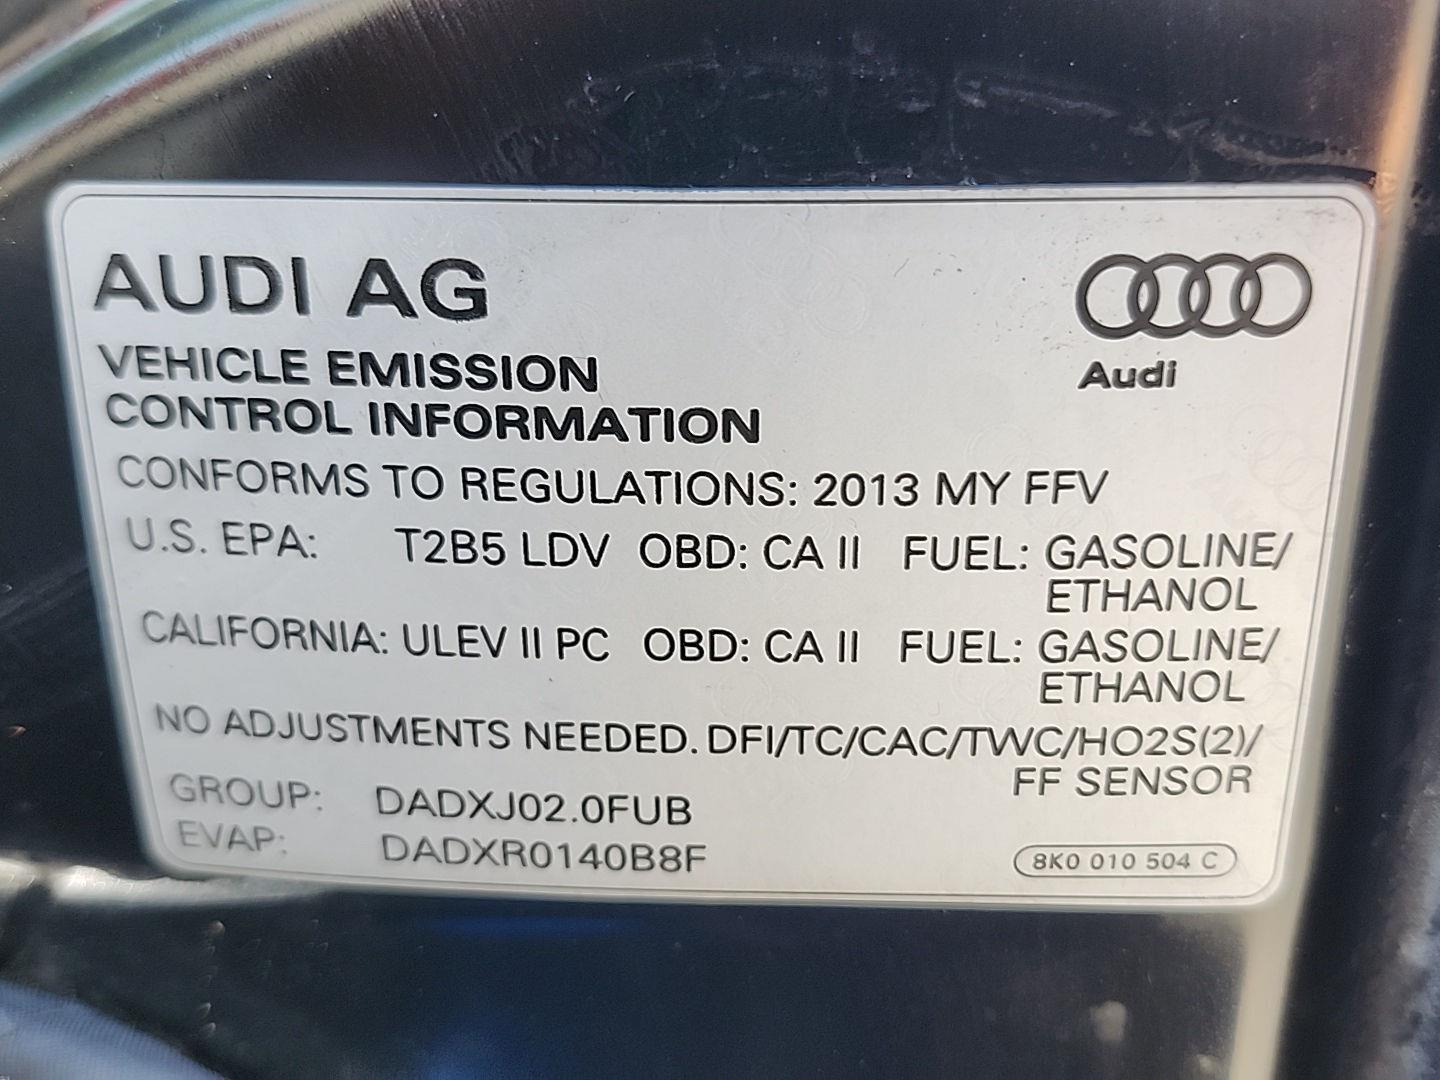 AUDI AG
Audi
VEHICLE EMISSION
CONTROL INFORMATION
CONFORMS TO REGULATIONS: 2013 MY FFV
U.S. EPA: T2B5 LDV OBD: CA II FUEL: GASOLINE/
ETHANOL
CALIFORNIA: ULEV II PC OBD: CA II FUEL: GASOLINE/
ETHANOL
NO ADJUSTMENTS NEEDED. DFI/TC/CAC/TWC/HO2S(2)/
FF SENSOR
GROUP: DADXJ02.0FUB
EVAP: DADXR0140B8F
8K0 010 504 C